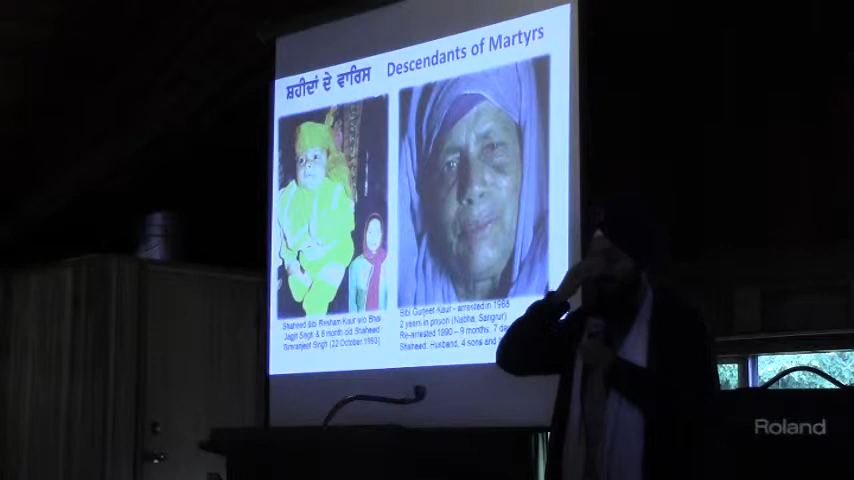 ਸ਼ਹੀਦਾਂ ਦੇ ਵਾਰਿਸ
Descendants of Martyrs
Shaheed Bibi Resham Kaur w/o Bhai
Jagjit Singh & 8 month old Shaheed
Simranjeet Singh (22 October 1993)
Bibi Gurjeet Kaur - arrested in 1988
2 years in prison (Nabha, Sangrur)
Re-Arrested 1990 – 9 months, 7 de
Shaheed: Husband, 4 sons and
Roland